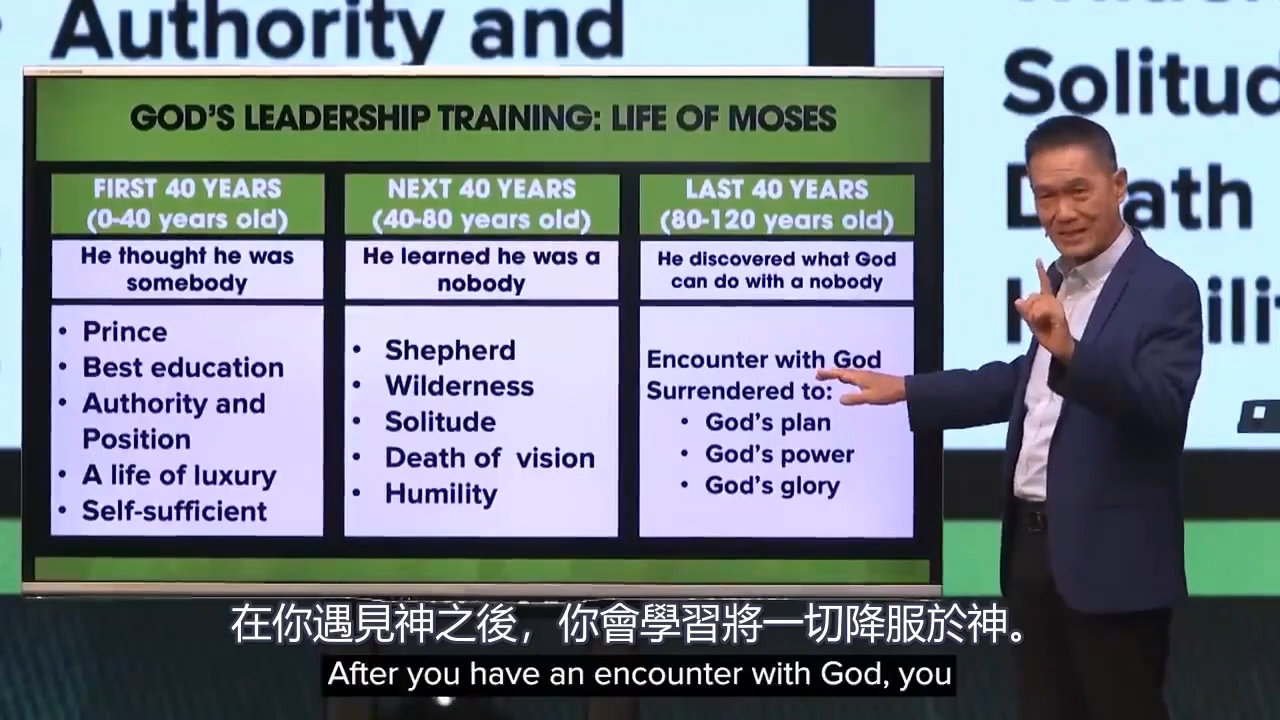 Authority and
Solitud
GOD'S LEADERSHIP TRAINING: LIFE OF MOSES
FIRST 40 YEARS
(0-40 years old)
He thought he was
somebody
• Prince
• Best education
• Authority and
Position
• A life of luxury
• Self-sufficient
NEXT 40 YEARS
(40-80 years old)
He learned he was a
nobody
• Shepherd
• Wilderness
• Solitude
• Death of vision
• Humility
LAST 40 YEARS
(80-120 years old)
He discovered what God
can do with a nobody
Encounter with God
Surrendered to:
• God's plan
• God's power
• God's glory
在你遇見神之後，你會學習將一切降服於神。
After you have an encounter with God, you